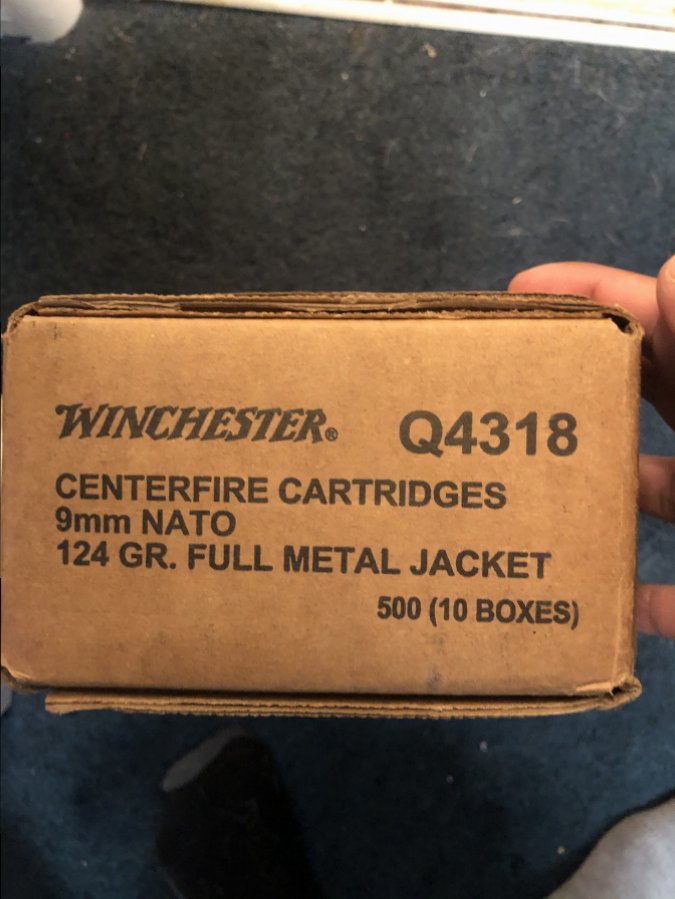 WINCHESTER® Q4318
CENTERFIRE CARTRIDGES
9mm NATO
124 GR. FULL METAL JACKET
500 (10 BOXES)